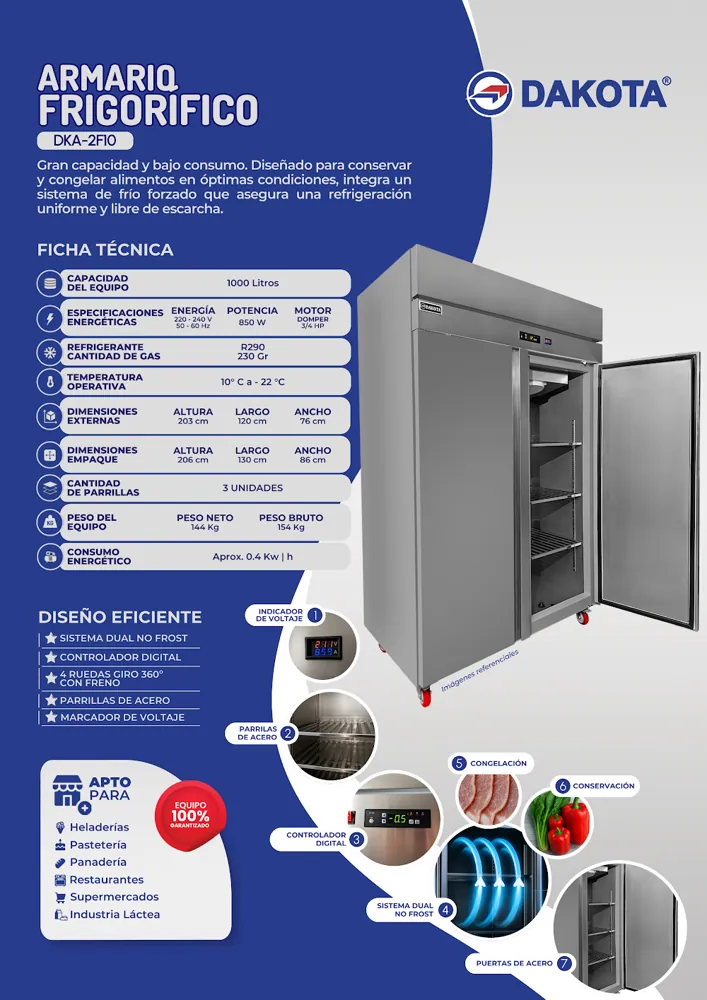 ARMARIO
FRIGORÍFICO
DKA-2F10
DAKOTA®
Gran capacidad y bajo consumo. Diseñado para conservar
y congelar alimentos en óptimas condiciones, integra un
sistema de frío forzado que asegura una refrigeración
uniforme y libre de escarcha.
FICHA TÉCNICA
CAPACIDAD
DEL EQUIPO
1000 Litros
ESPECIFICACIONES
ENERGÉTICAS
ENERGÍA
220 - 240 V
50 - 60 Hz
POTENCIA
850 W
MOTOR
DOMPER
3/4 HP
REFRIGERANTE
CANTIDAD DE GAS
R290
230 Gr
TEMPERATURA
OPERATIVA
10° C a - 22 °C
DIMENSIONES
EXTERNAS
ALTURA
203 cm
LARGO
120 cm
ANCHO
76 cm
DIMENSIONES
EMPAQUE
ALTURA
206 cm
LARGO
130 cm
ANCHO
86 cm
CANTIDAD
DE PARRILLAS
3 UNIDADES
KG
PESO DEL
EQUIPO
PESO NETO
144 Kg
PESO BRUTO
154 Kg
CONSUMO
ENERGÉTICO
Aprox. 0.4 Kw | h
DAKOTA
Imágenes referenciales
DISEÑO EFICIENTE
SISTEMA DUAL NO FROST
CONTROLADOR DIGITAL
4 RUEDAS GIRO 360°
CON FRENO
PARRILLAS DE ACERO
MARCADOR DE VOLTAJE
INDICADOR
DE VOLTAJE
1
PARRILAS
DE ACERO
2
CONTROLADOR
DIGITAL
3
-0.5
SISTEMA DUAL
NO FROST
4
5
CONGELACIÓN
6
CONSERVACIÓN
PUERTAS DE ACERO
7
APTO
PARA
Heladerías
Pastetería
Panadería
Restaurantes
Supermercados
Industria Láctea
EQUIPO
100%
GARANTIZADO